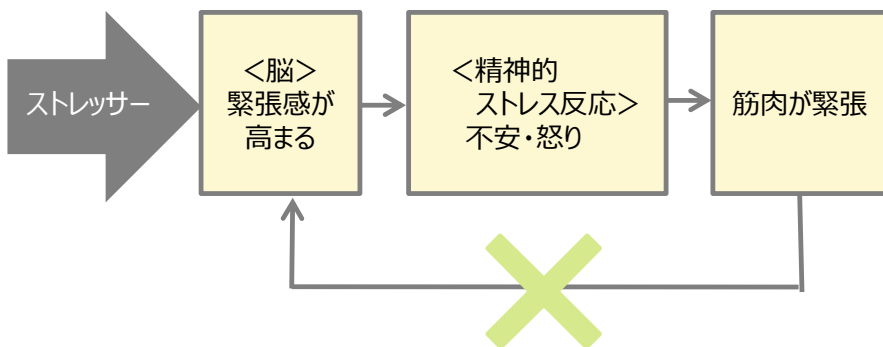 ストレッサー
<脳>
緊張感が
高まる
<精神的
ストレス反応>
不安・怒り
筋肉が緊張